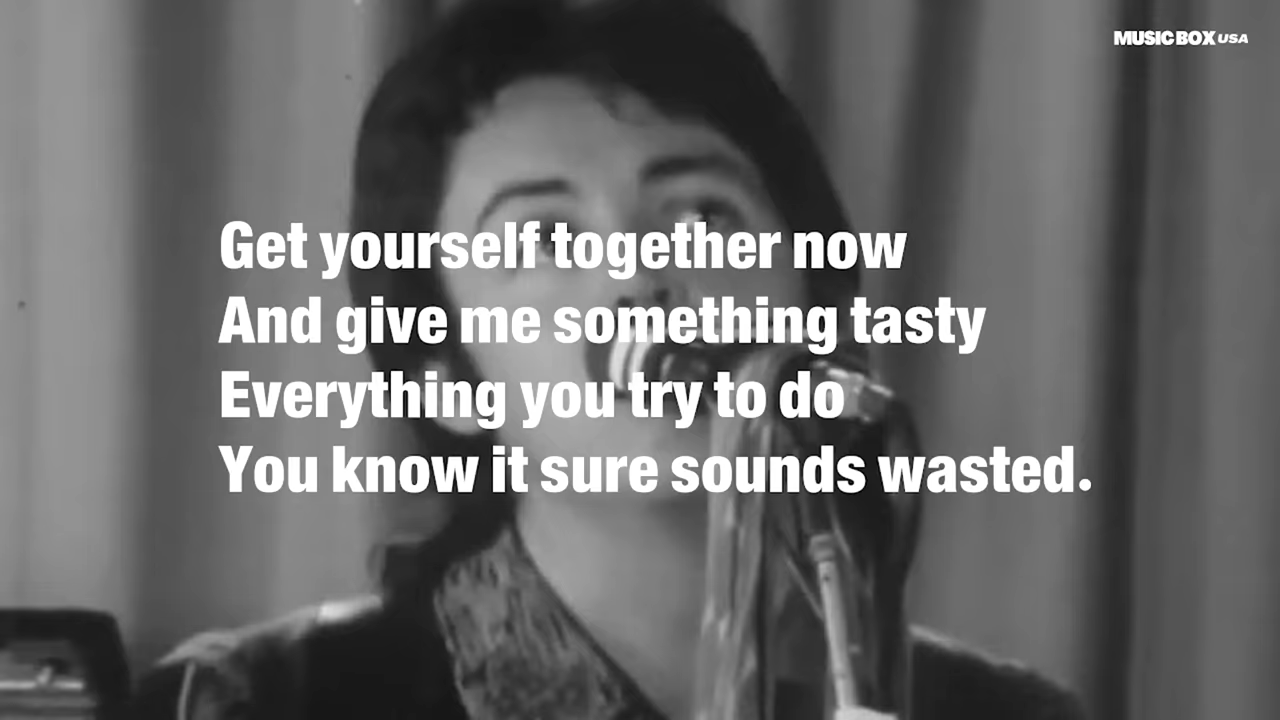 MUSIC BOX USA
Get yourself together now
And give me something tasty
Everything you try to do
You know it sure sounds wasted.